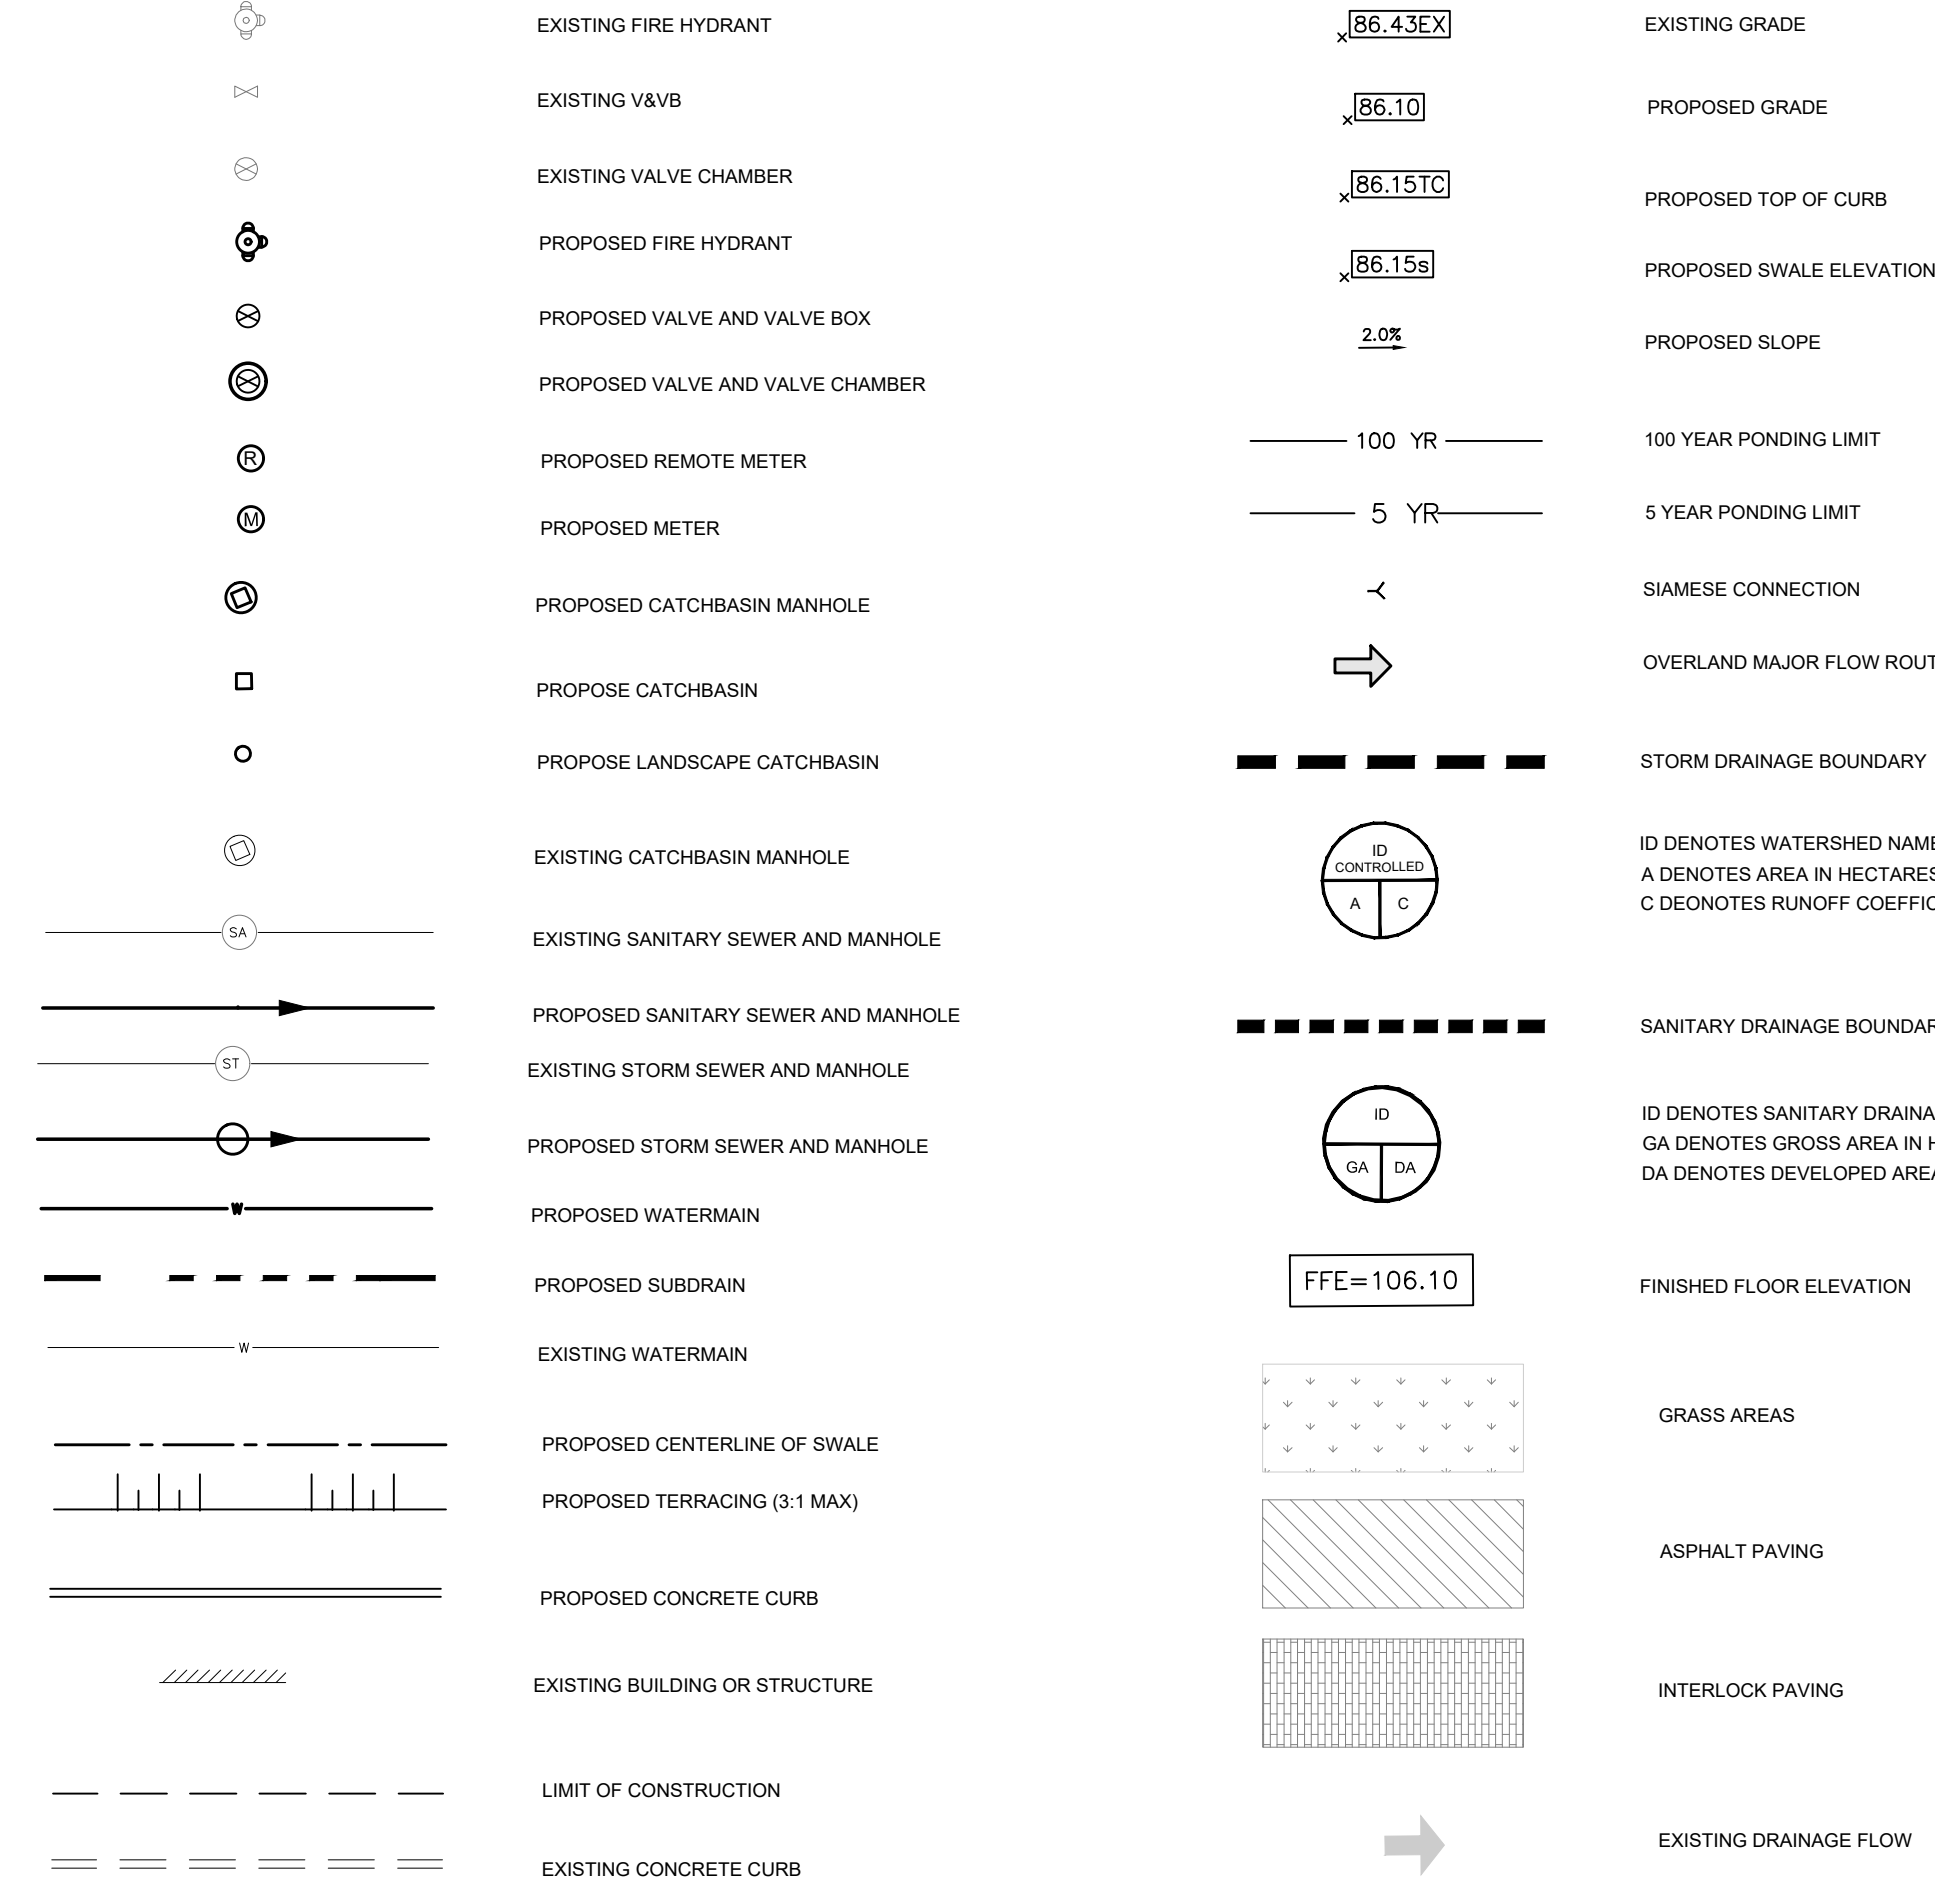 EXISTING FIRE HYDRANT
EXISTING V&VB
EXISTING VALVE CHAMBER
PROPOSED FIRE HYDRANT
PROPOSED VALVE AND VALVE BOX
PROPOSED VALVE AND VALVE CHAMBER
R PROPOSED REMOTE METER
M PROPOSED METER
PROPOSED CATCHBASIN MANHOLE
PROPOSE CATCHBASIN
PROPOSE LANDSCAPE CATCHBASIN
EXISTING CATCHBASIN MANHOLE
SA EXISTING SANITARY SEWER AND MANHOLE
PROPOSED SANITARY SEWER AND MANHOLE
ST EXISTING STORM SEWER AND MANHOLE
PROPOSED STORM SEWER AND MANHOLE
W PROPOSED WATERMAIN
PROPOSED SUBDRAIN
W EXISTING WATERMAIN
PROPOSED CENTERLINE OF SWALE
PROPOSED TERRACING (3:1 MAX)
PROPOSED CONCRETE CURB
EXISTING BUILDING OR STRUCTURE
LIMIT OF CONSTRUCTION
EXISTING CONCRETE CURB
x 86.43EX EXISTING GRADE
x 86.10 PROPOSED GRADE
x 86.15TC PROPOSED TOP OF CURB
x 86.15s PROPOSED SWALE ELEVATION
2.0% PROPOSED SLOPE
100 YR 100 YEAR PONDING LIMIT
5 YR 5 YEAR PONDING LIMIT
SIAMESE CONNECTION
OVERLAND MAJOR FLOW ROUT
STORM DRAINAGE BOUNDARY
ID
CONTROLLED
A C
ID DENOTES WATERSHED NAME
A DENOTES AREA IN HECTARES
C DEONOTES RUNOFF COEFFIC
SANITARY DRAINAGE BOUNDAR
ID
GA DA
ID DENOTES SANITARY DRAINA
GA DENOTES GROSS AREA IN H
DA DENOTES DEVELOPED AREA
FFE=106.10 FINISHED FLOOR ELEVATION
GRASS AREAS
ASPHALT PAVING
INTERLOCK PAVING
EXISTING DRAINAGE FLOW